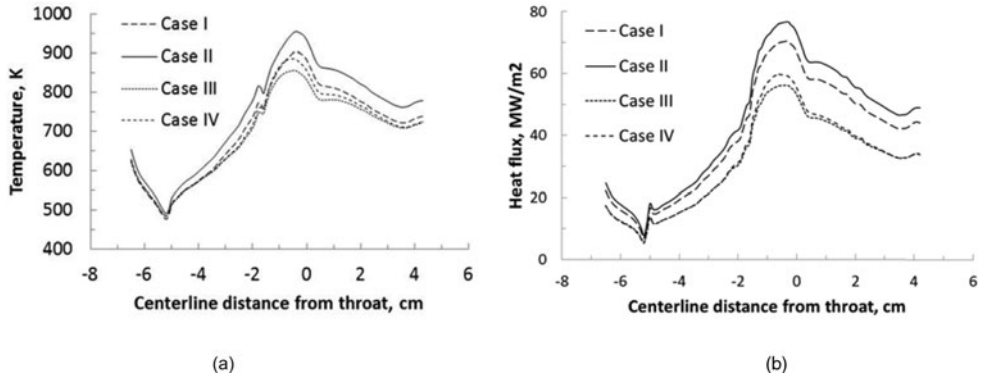 1000
900
800
700
600
500
400
Temperature, K
Case I
Case II
Case III
Case IV
-8 -6 -4 -2 0 2 4 6
Centerline distance from throat, cm
(a)
80
60
40
20
0
Heat flux, MW/m2
Case I
Case II
Case III
Case IV
-8 -6 -4 -2 0 2 4 6
Centerline distance from throat, cm
(b)